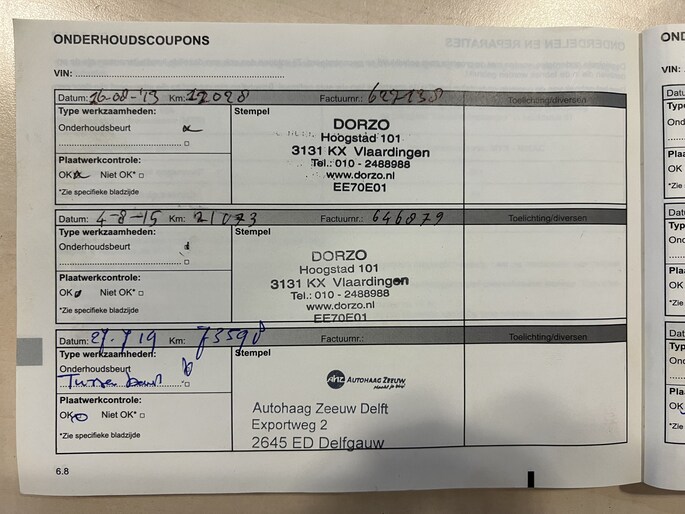 ONDERHOUDSCOUPONS
VIN:
Datum: 16-08-'13 Km: 12028 Factuurnr.: 627138 Toelichting/diversen
Type werkzaamheden: Stempel
Onderhoudsbeurt
DORZO
Hoogstad 101
3131 KX Vlaardingen
Tel.: 010 - 2488988
www.dorzo.nl
EE70E01
Plaatwerkcontrole:
OK Niet OK*
*Zie specifieke bladzijde
Datum: 4-8-15 Km: 21073 Factuurnr.: 646879 Toelichting/diversen
Type werkzaamheden: Stempel
Onderhoudsbeurt
DORZO
Hoogstad 101
3131 KX Vlaardingen
Tel.: 010 - 2488988
www.dorzo.nl
EE70E01
Plaatwerkcontrole:
OK Niet OK*
*Zie specifieke bladzijde
Datum: 27.7.19 Km: 73598 Factuurnr.: Toelichting/diversen
Type werkzaamheden: Stempel
Onderhoudsbeurt
AUTOHAAG ZEEUW
Autohaag Zeeuw Delft
Exportweg 2
2645 ED Delfgauw
Plaatwerkcontrole:
OK Niet OK*
*Zie specifieke bladzijde
6.8